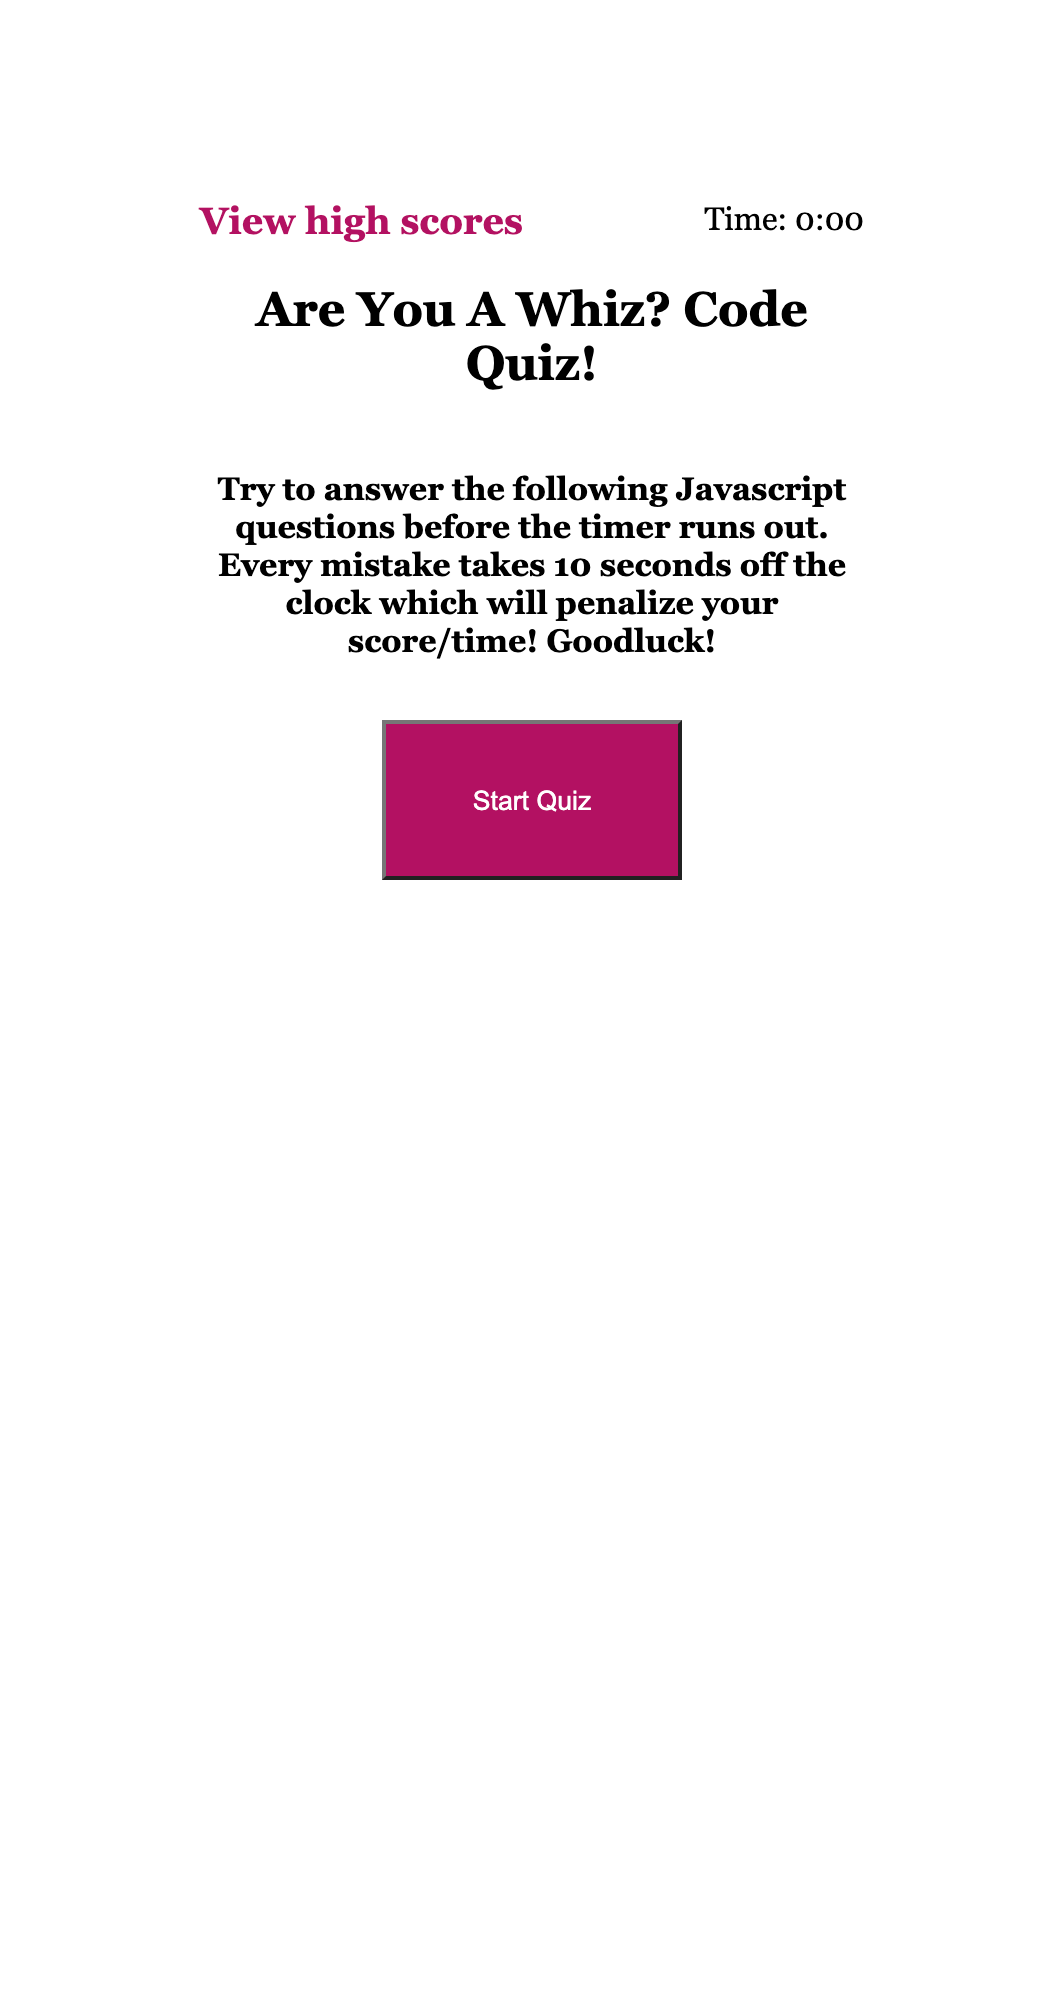 View high scores
Time: 0:00
Are You A Whiz? Code
Quiz!
Try to answer the following Javascript
questions before the timer runs out.
Every mistake takes 10 seconds off the
clock which will penalize your
score/time! Goodluck!
Start Quiz